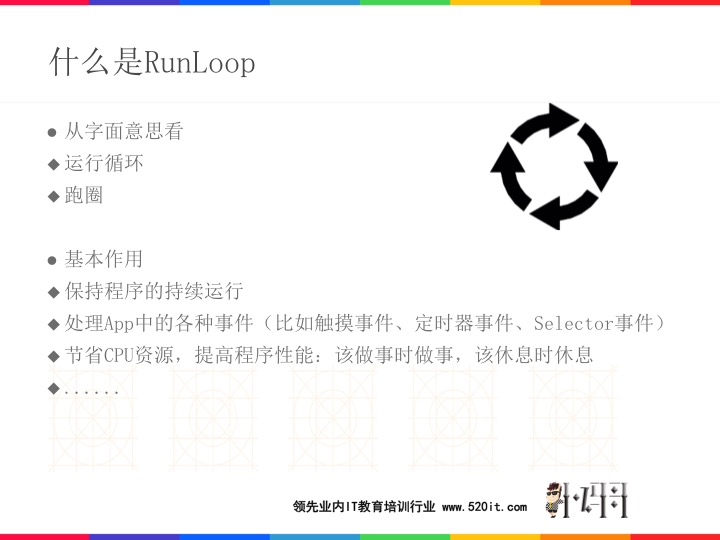 什么是RunLoop
● 从字面意思看
◆ 运行循环
◆ 跑圈
● 基本作用
◆ 保持程序的持续运行
◆ 处理App中的各种事件（比如触摸事件、定时器事件、Selector事件）
◆ 节省CPU资源，提高程序性能：该做事时做事，该休息时休息
◆ ......
领先业内IT教育培训行业 www.520it.com
小码哥